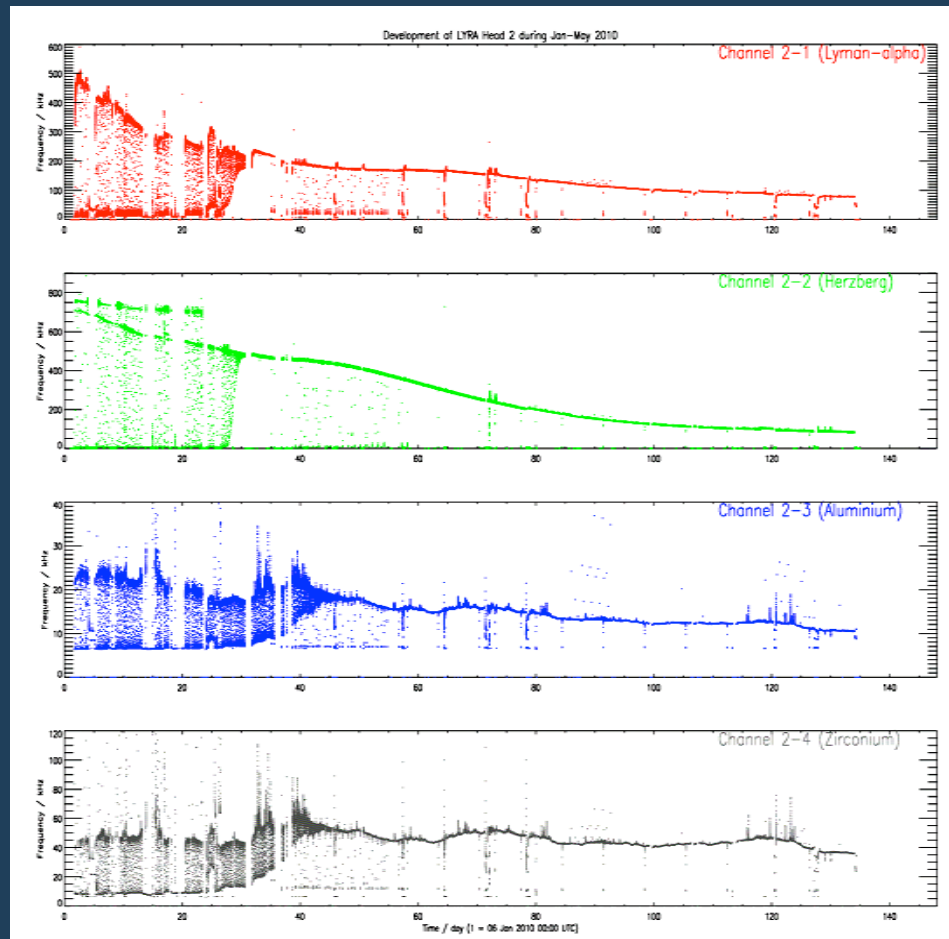 Development of LYRA Head 2 during Jan-May 2010
Channel 2-1 (Lyman-alpha)
Frequency / kHz
600
500
400
300
200
100
0
0 20 40 60 80 100 120 140
Channel 2-2 (Herzberg)
Frequency / kHz
800
600
400
200
0
0 20 40 60 80 100 120 140
Channel 2-3 (Aluminium)
Frequency / kHz
40
30
20
10
0
0 20 40 60 80 100 120 140
Channel 2-4 (Zirconium)
Frequency / kHz
120
100
80
60
40
20
0
0 20 40 60 80 100 120 140
Time / day (1 = 06 Jan 2010 00:00 UTC)